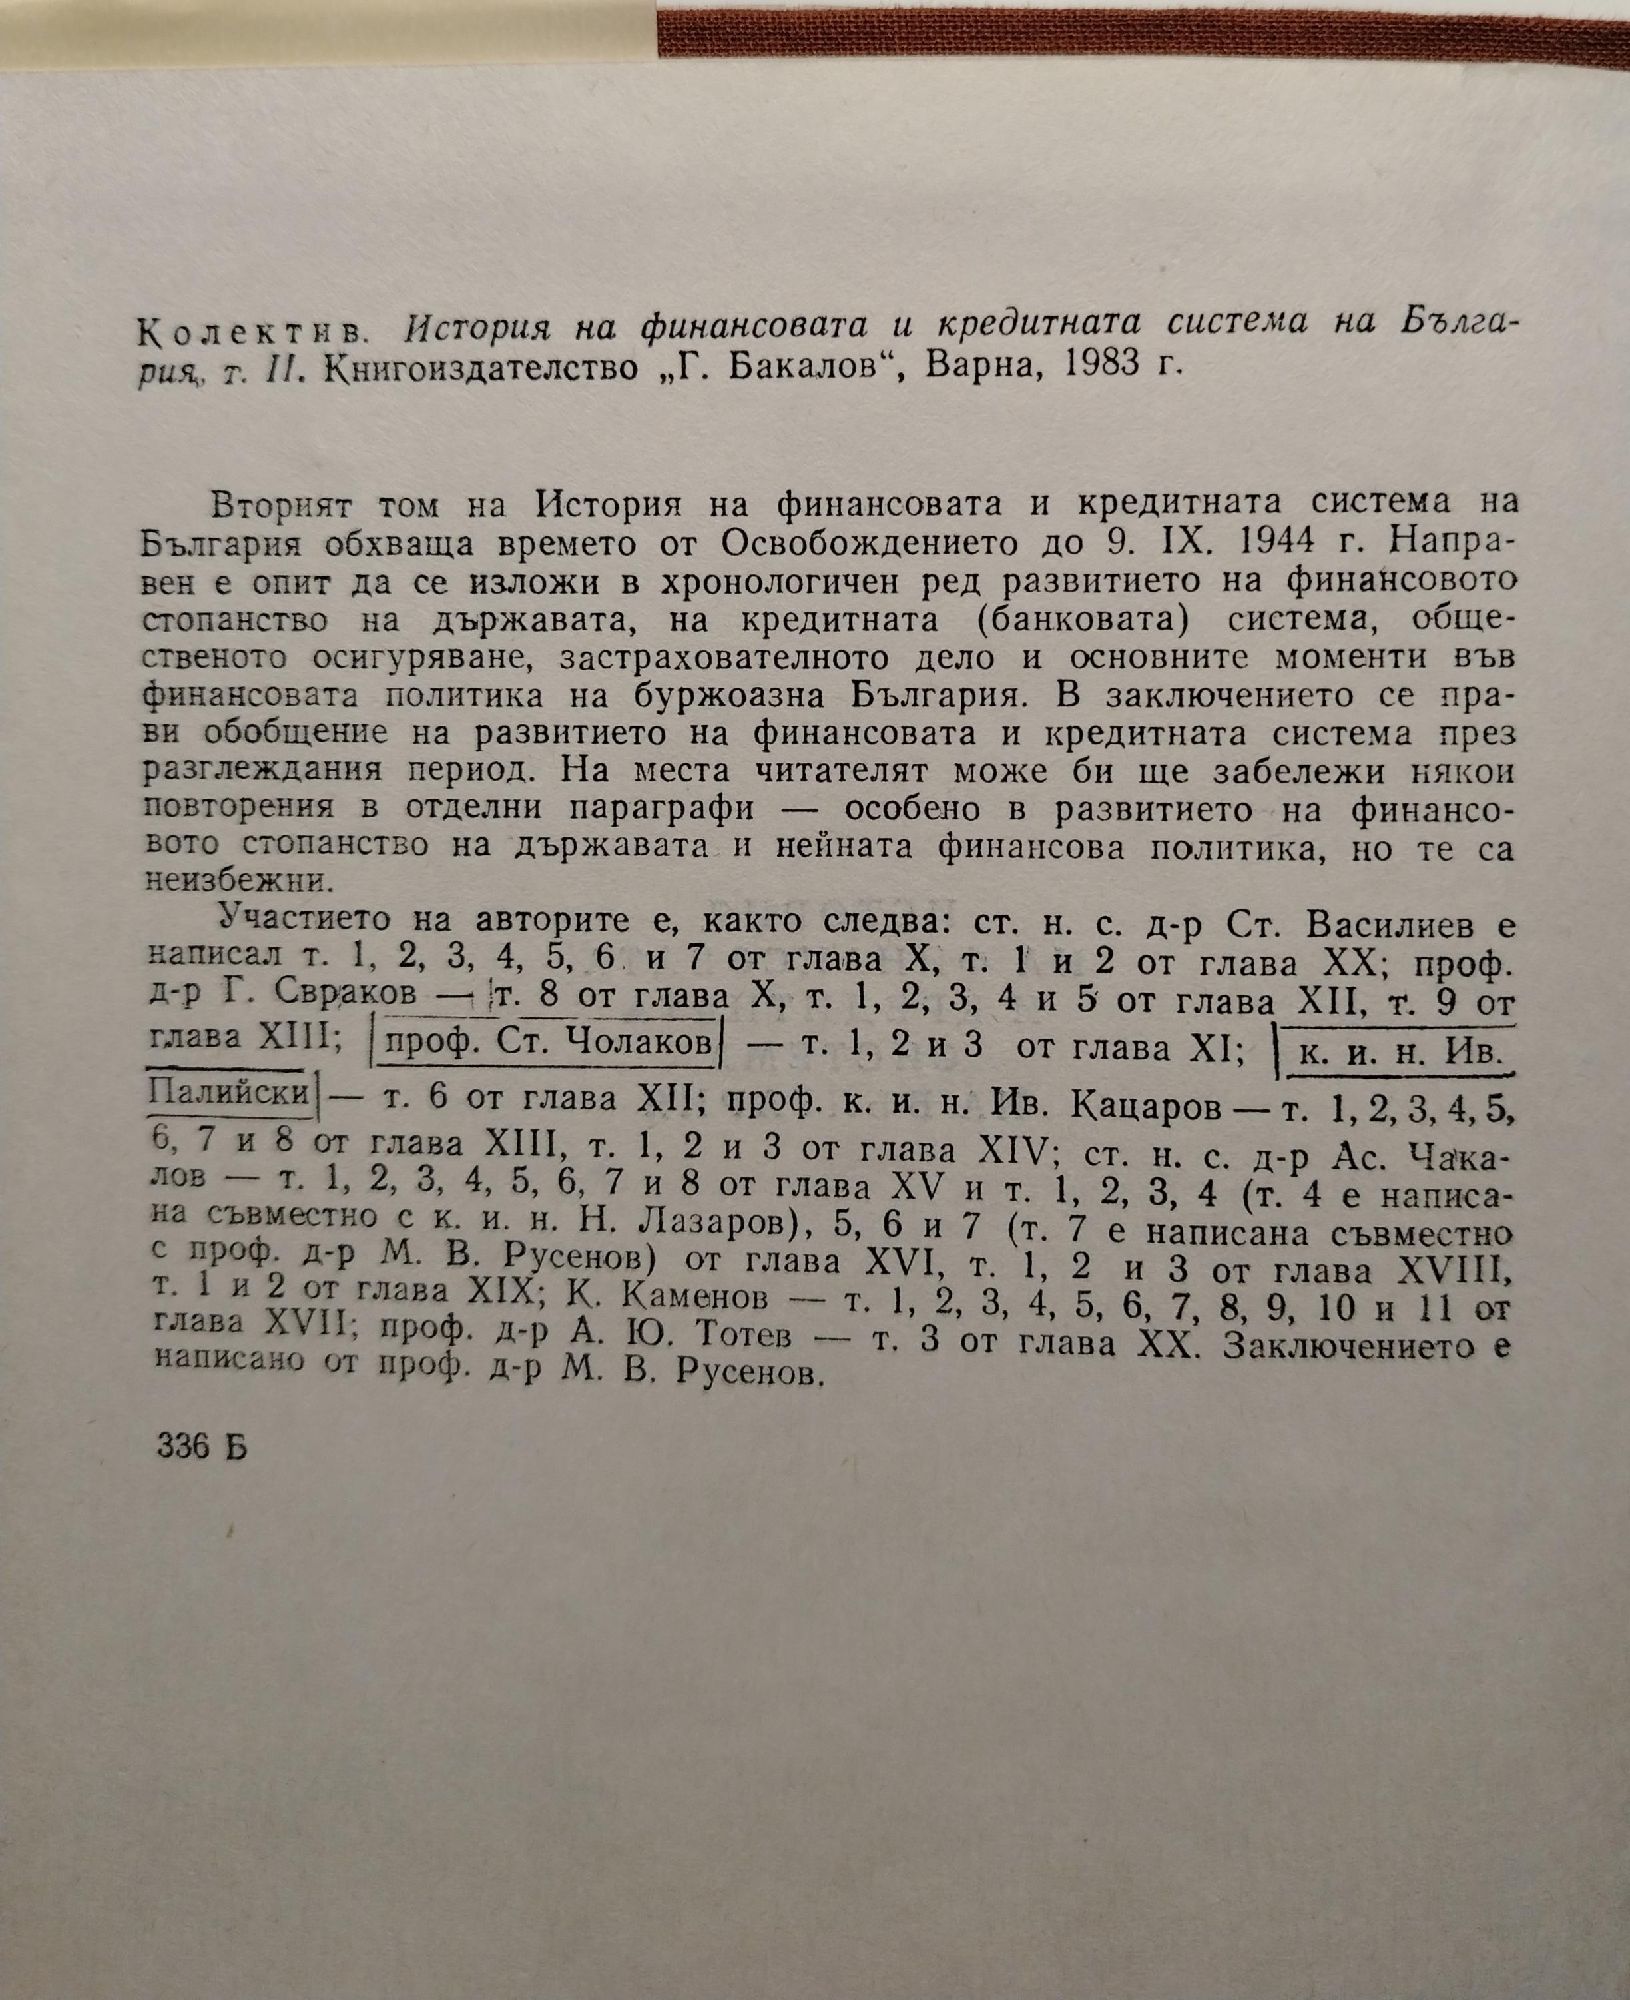 Колектив. История на финансовата и кредитната система на Бълга-
рия, т. II. Книгоиздателство „Г. Бакалов“, Варна, 1983 г.
Вторият том на История на финансовата и кредитната система на
България обхваща времето от Освобождението до 9. IX. 1944 г. Напра-
вен е опит да се изложи в хронологичен ред развитието на финансовото
стопанство на държавата, на кредитната (банковата) система, обще-
ственото осигуряване, застрахователното дело и основните моменти във
финансовата политика на буржоазна България. В заключението се пра-
ви обобщение на развитието на финансовата и кредитната система през
разглеждания период. На места читателят може би ще забележи някои
повторения в отделни параграфи — особено в развитието на финансо-
вото стопанство на държавата и нейната финансова политика, но те са
неизбежни.
Участието на авторите е, както следва: ст. н. с. д-р Ст. Василиев е
написал т. 1, 2, 3, 4, 5, 6 и 7 от глава X, т. 1 и 2 от глава XX; проф.
д-р Г. Свраков — т. 8 от глава X, т. 1, 2, 3, 4 и 5 от глава XII, т. 9 от
глава XIII; проф. Ст. Чолаков — т. 1, 2 и 3 от глава XI; к. и. н. Ив.
Палийски — т. 6 от глава XII; проф. к. и. н. Ив. Кацаров — т. 1, 2, 3, 4, 5,
6, 7 и 8 от глава XIII, т. 1, 2 и 3 от глава XIV; ст. н. с. д-р Ас. Чака-
лов — т. 1, 2, 3, 4, 5, 6, 7 и 8 от глава XV и т. 1, 2, 3, 4 (т. 4 е написа-
на съвместно с к. и. н. Н. Лазаров), 5, 6 и 7 (т. 7 е написана съвместно
с проф. д-р М. В. Русенов) от глава XVI, т. 1, 2 и 3 от глава XVIII,
т. 1 и 2 от глава XIX; К. Каменов — т. 1, 2, 3, 4, 5, 6, 7, 8, 9, 10 и 11 от
глава XVII; проф. д-р А. Ю. Тотев — т. 3 от глава XX. Заключението е
написано от проф. д-р М. В. Русенов.
336 Б